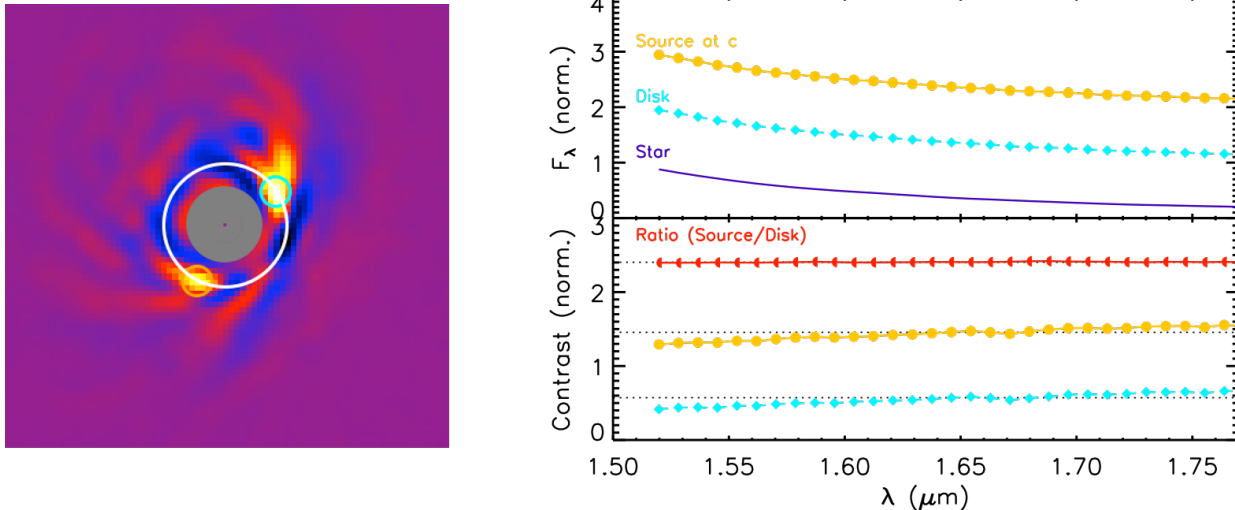 4
3
2
1
0
F_λ (norm.)
Source at c
Disk
Star
3
2
1
0
Contrast (norm.)
Ratio (Source/Disk)
1.50 1.55 1.60 1.65 1.70 1.75
λ (μm)